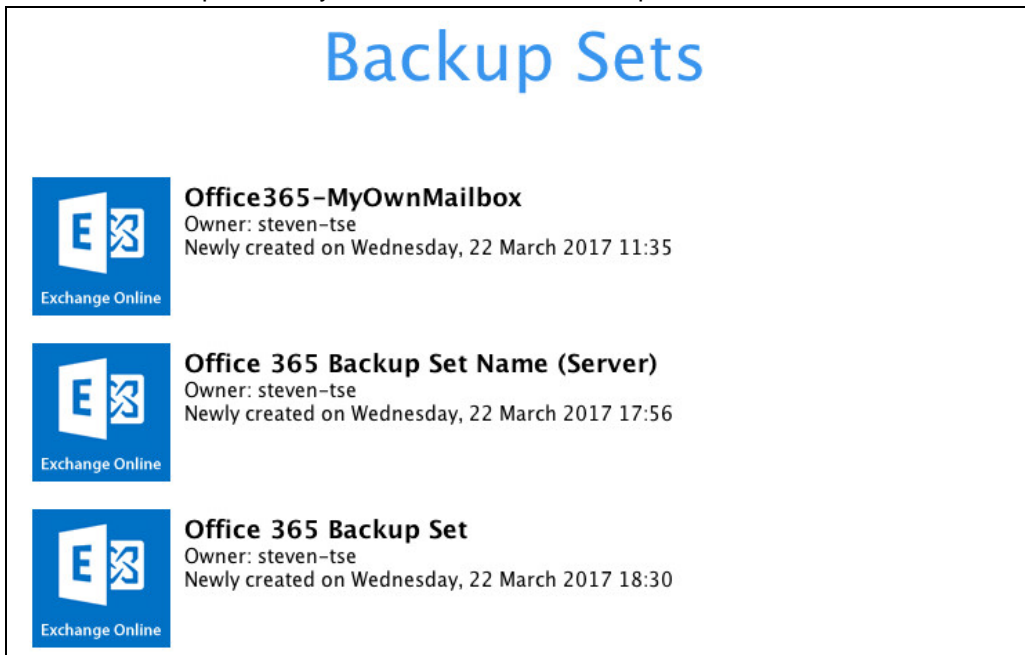 Backup Sets
Office365-MyOwnMailbox
Owner: steven-tse
Newly created on Wednesday, 22 March 2017 11:35
E
Exchange Online
Office 365 Backup Set Name (Server)
Owner: steven-tse
Newly created on Wednesday, 22 March 2017 17:56
E
Exchange Online
Office 365 Backup Set
Owner: steven-tse
Newly created on Wednesday, 22 March 2017 18:30
E
Exchange Online